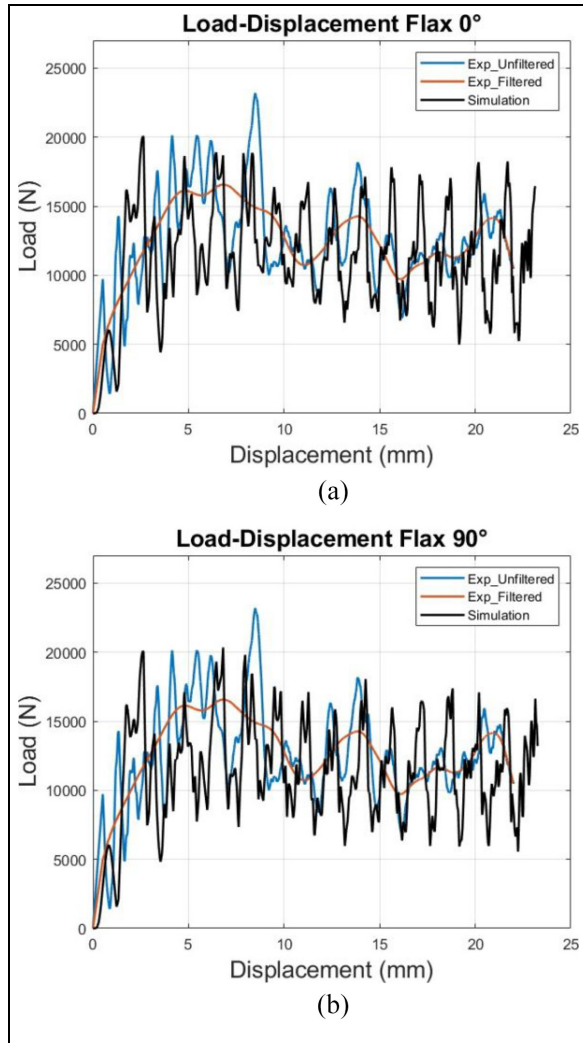 Load-Displacement Flax 0°
25000
20000
15000
10000
5000
0
Load (N)
Exp_Unfiltered
Exp_Filtered
Simulation
0 5 10 15 20 25
Displacement (mm)
(a)
Load-Displacement Flax 90°
25000
20000
15000
10000
5000
0
Load (N)
Exp_Unfiltered
Exp_Filtered
Simulation
0 5 10 15 20 25
Displacement (mm)
(b)